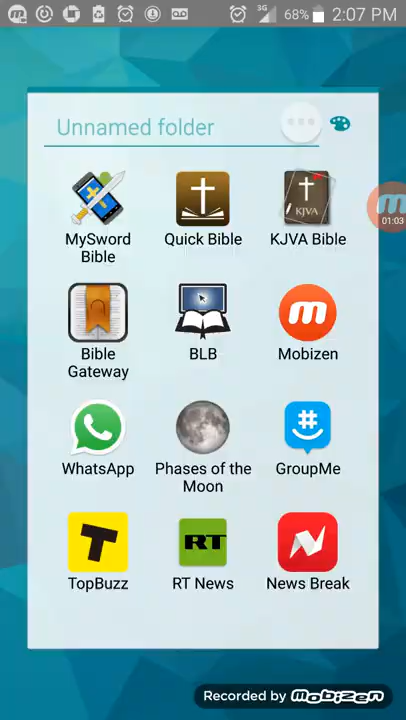 3G 68% 2:07 PM
Unnamed folder
01:03
KJVA
MySword Bible
Quick Bible
KJVA Bible
Bible Gateway
BLB
Mobizen
WhatsApp
Phases of the Moon
GroupMe
RT
TopBuzz
RT News
News Break
Recorded by mobizen